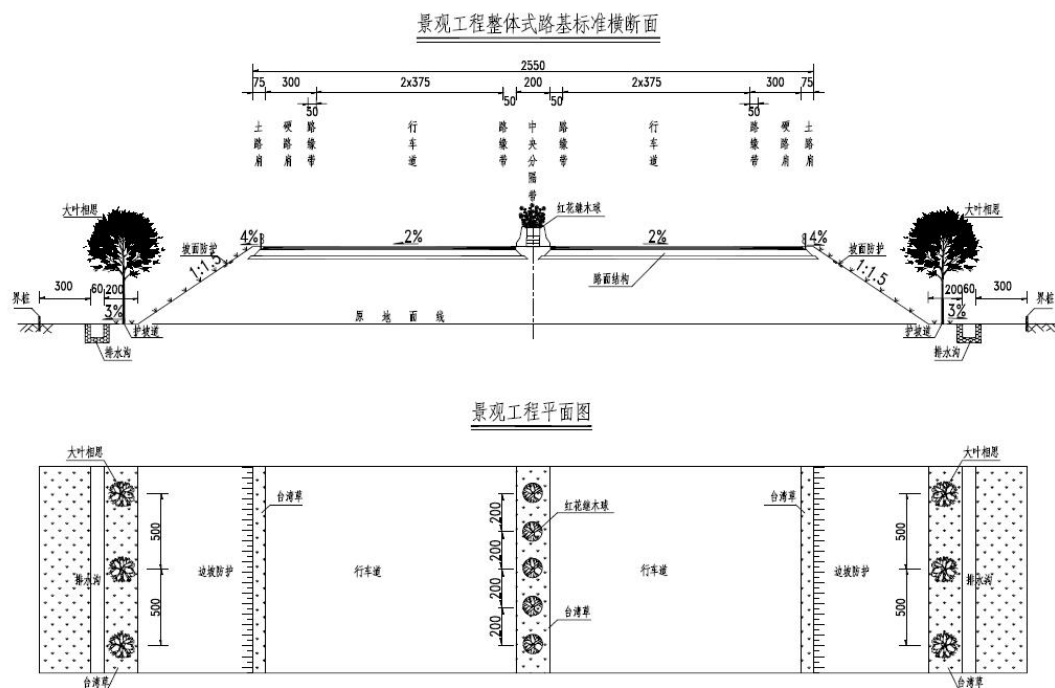 景观工程整体式路基标准横断面
2550
75 300 2x375 200 2x375 300 75
50 50 50 50
土路肩 硬路肩 路缘带 行车道 路缘带 中央分隔带 路缘带 行车道 路缘带 硬路肩 土路肩
大叶相思 红花继木球 大叶相思
坡面防护 4% 2% 2% 4% 坡面防护
1:1.5 路面结构 1:1.5
界桩 300 60 200 200 60 300 界桩
3% 原地面线 3%
护坡道 护坡道
排水沟 排水沟
景观工程平面图
大叶相思 大叶相思
台湾草 红花继木球 台湾草
500 200 500
200
排水沟 边坡防护 行车道 行车道 边坡防护 排水沟
500 200 500
200 台湾草
台湾草 台湾草